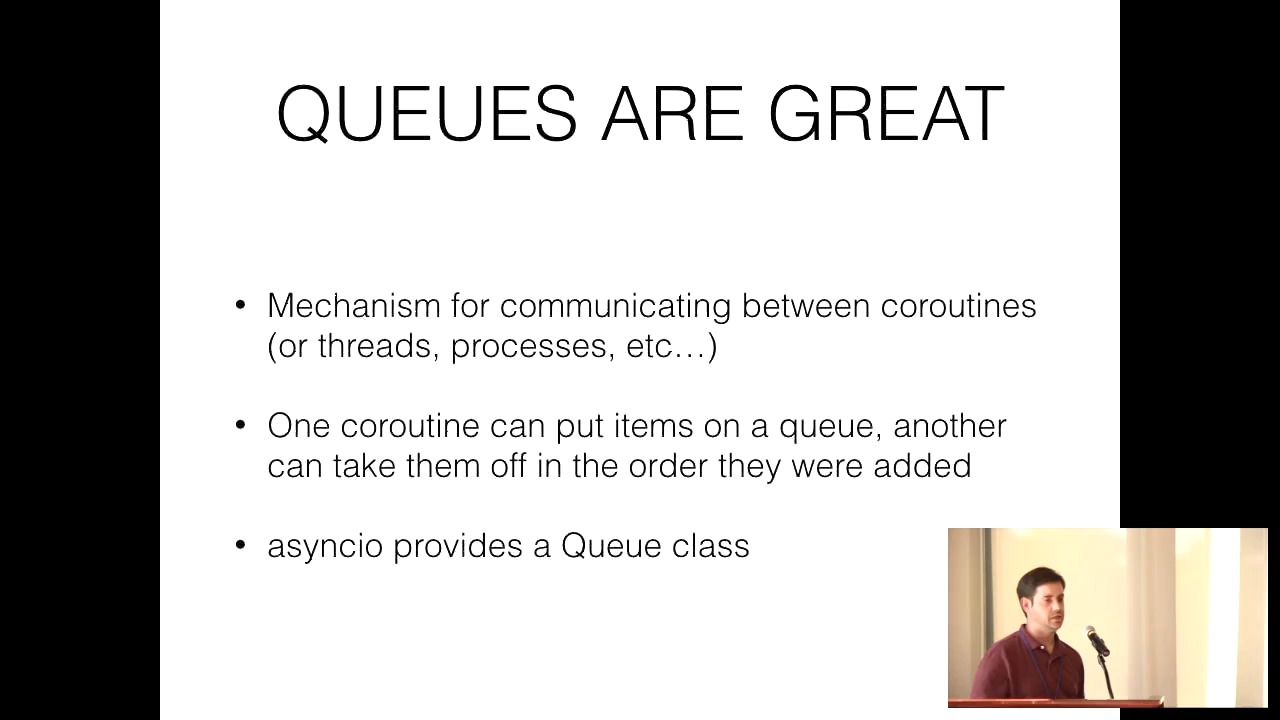 QUEUES ARE GREAT
• Mechanism for communicating between coroutines
(or threads, processes, etc…)
• One coroutine can put items on a queue, another
can take them off in the order they were added
• asyncio provides a Queue class